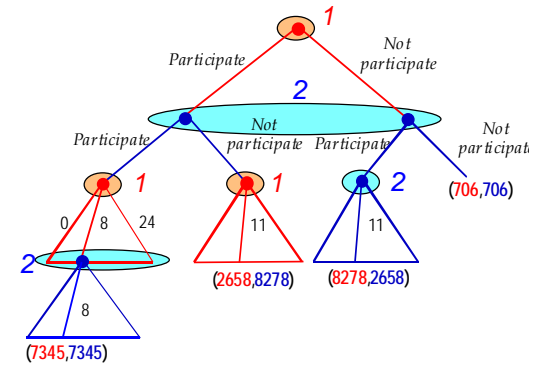 1
Participate
Not
participate
2
Participate
Not
participate
Participate
Not
participate
1
1
2
(706,706)
0
8
24
11
11
2
(2658,8278)
(8278,2658)
8
(7345,7345)